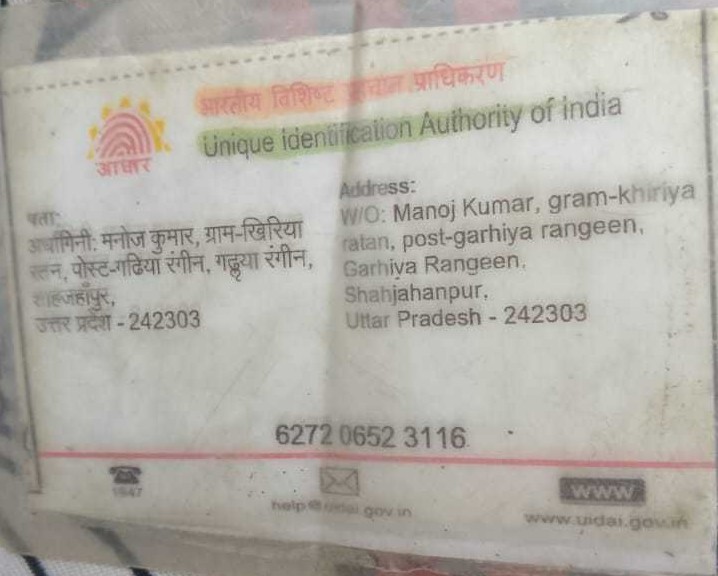 भारतीय विशिष्ट पहचान प्राधिकरण
Unique Identification Authority of India
आधार
पता:
अर्धांगिनी: मनोज कुमार, ग्राम-खिरिया
रतन, पोस्ट-गढिया रंगीन, गढ़या रंगीन,
शाहजहाँपुर,
उत्तर प्रदेश - 242303
Address:
W/O: Manoj Kumar, gram-khiriya
ratan, post-garhiya rangeen,
Garhiya Rangeen,
Shahjahanpur,
Uttar Pradesh - 242303
6272 0652 3116
1947
help@uidai.gov.in
www
www.uidai.gov.in